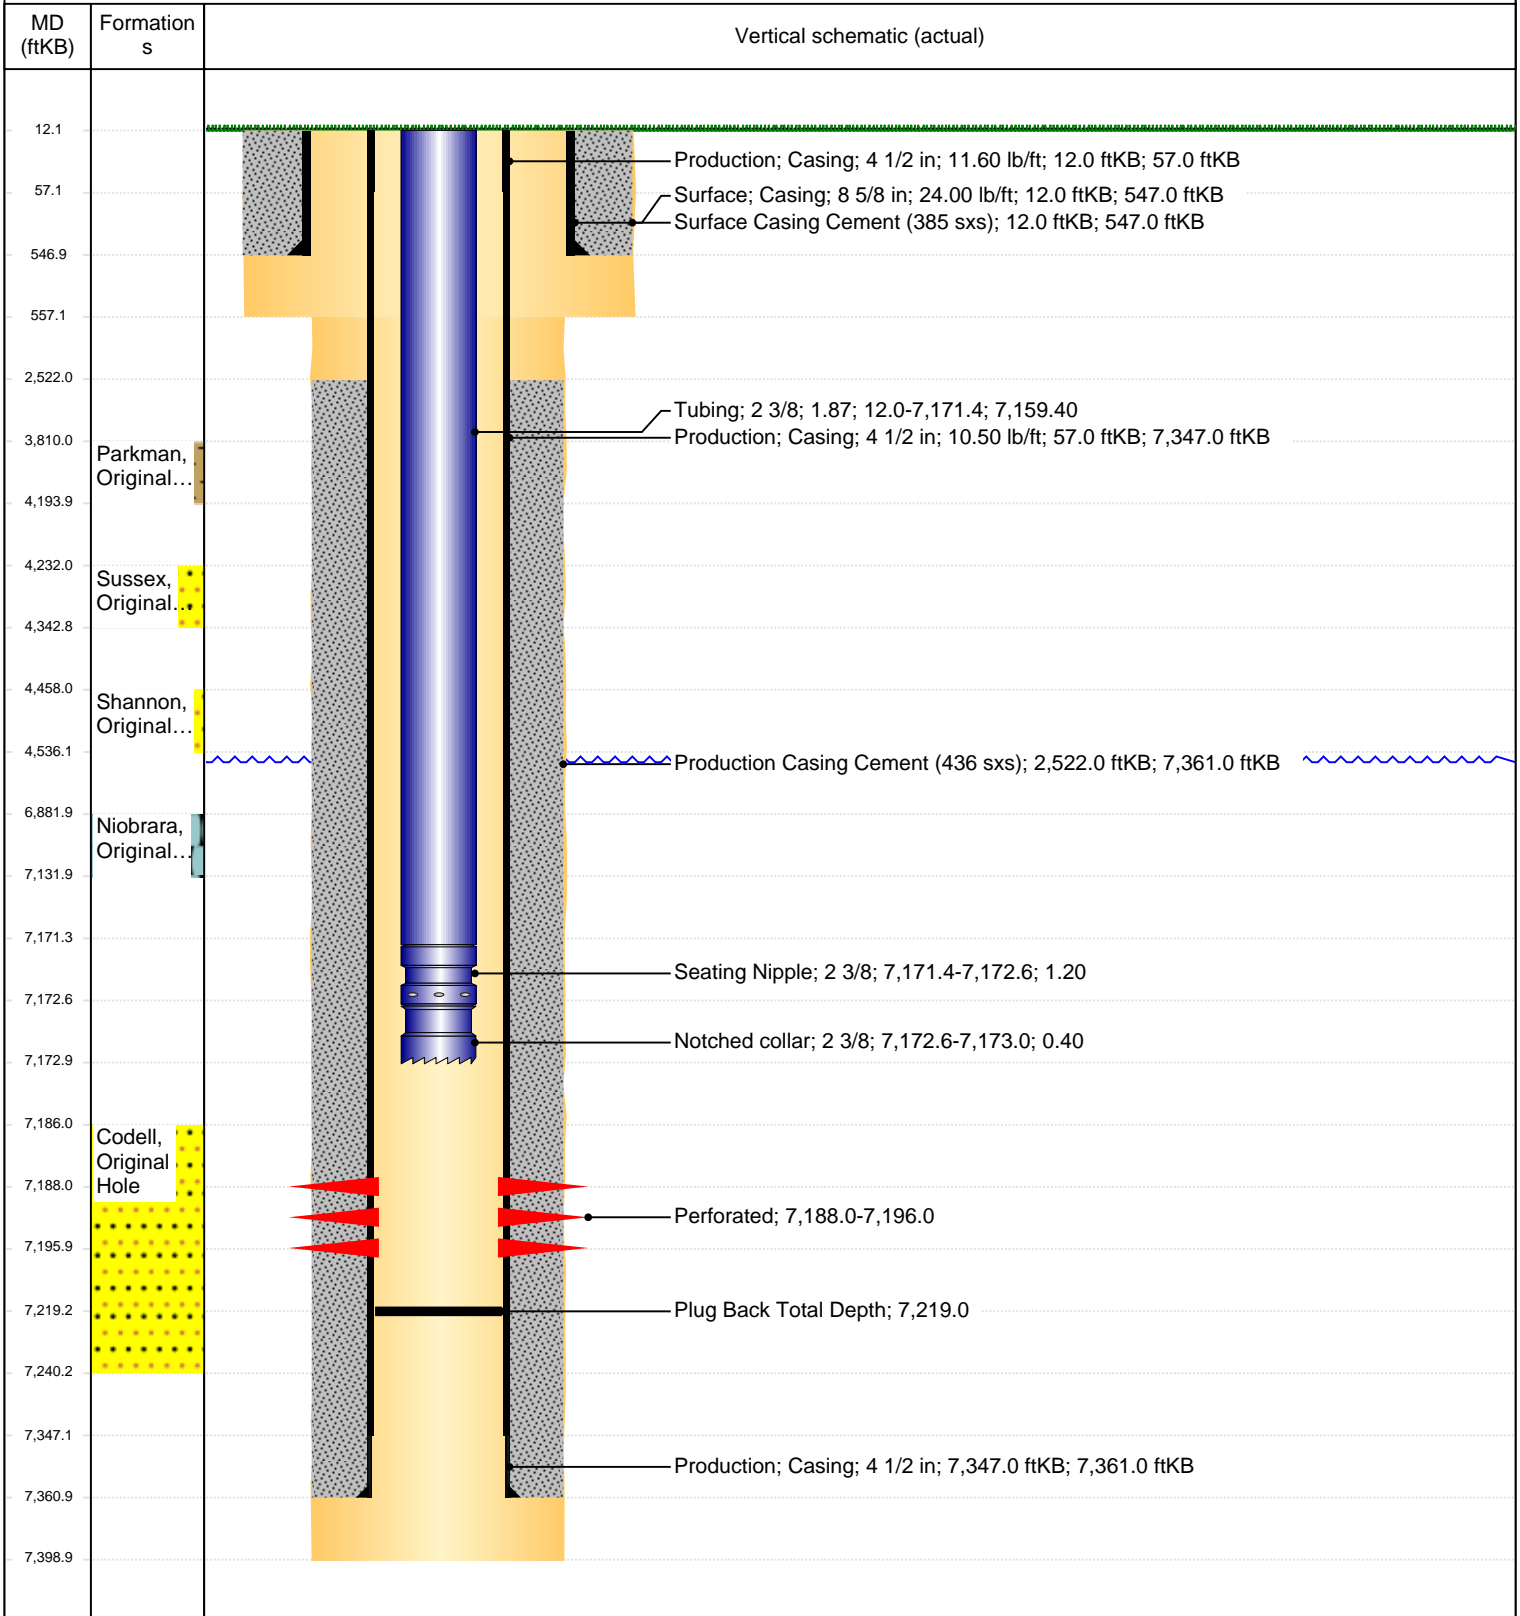 MD
(ftKB)
Formation
s
Vertical schematic (actual)
12.1
Production; Casing; 4 1/2 in; 11.60 lb/ft; 12.0 ftKB; 57.0 ftKB
57.1
Surface; Casing; 8 5/8 in; 24.00 lb/ft; 12.0 ftKB; 547.0 ftKB
Surface Casing Cement (385 sxs); 12.0 ftKB; 547.0 ftKB
546.9
557.1
2,522.0
Tubing; 2 3/8; 1.87; 12.0-7,171.4; 7,159.40
3,810.0
Production; Casing; 4 1/2 in; 10.50 lb/ft; 57.0 ftKB; 7,347.0 ftKB
Parkman,
Original...
4,193.9
4,232.0
Sussex,
Original...
4,342.8
4,458.0
Shannon,
Original...
4,536.1
Production Casing Cement (436 sxs); 2,522.0 ftKB; 7,361.0 ftKB
6,881.9
Niobrara,
Original...
7,131.9
7,171.3
Seating Nipple; 2 3/8; 7,171.4-7,172.6; 1.20
7,172.6
Notched collar; 2 3/8; 7,172.6-7,173.0; 0.40
7,172.9
7,186.0
Codell,
Original
Hole
7,188.0
Perforated; 7,188.0-7,196.0
7,195.9
7,219.2
Plug Back Total Depth; 7,219.0
7,240.2
7,347.1
Production; Casing; 4 1/2 in; 7,347.0 ftKB; 7,361.0 ftKB
7,360.9
7,398.9